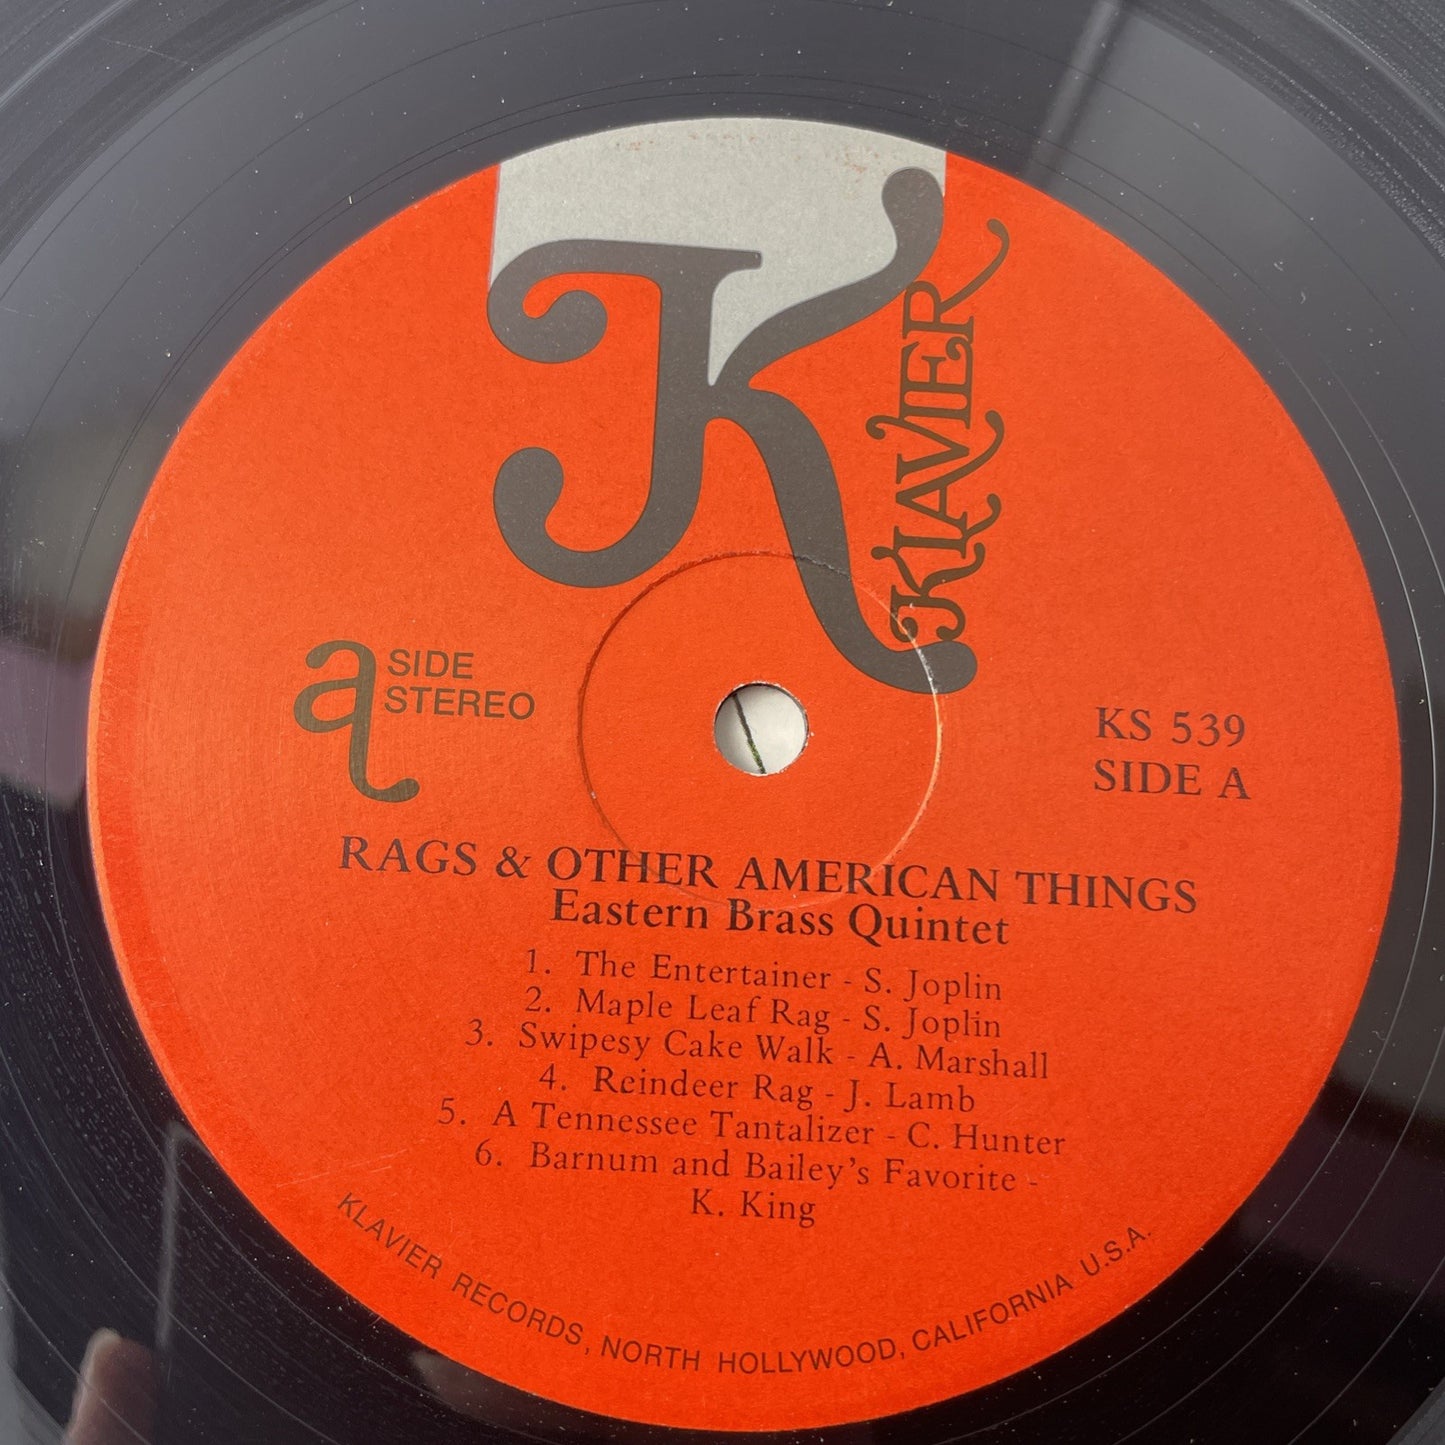 K
KLAVIER
a SIDE
STEREO
KS 539
SIDE A
RAGS & OTHER AMERICAN THINGS
Eastern Brass Quintet
1. The Entertainer - S. Joplin
2. Maple Leaf Rag - S. Joplin
3. Swipesy Cake Walk - A. Marshall
4. Reindeer Rag - J. Lamb
5. A Tennessee Tantalizer - C. Hunter
6. Barnum and Bailey's Favorite -
K. King
KLAVIER RECORDS, NORTH HOLLYWOOD, CALIFORNIA U.S.A.